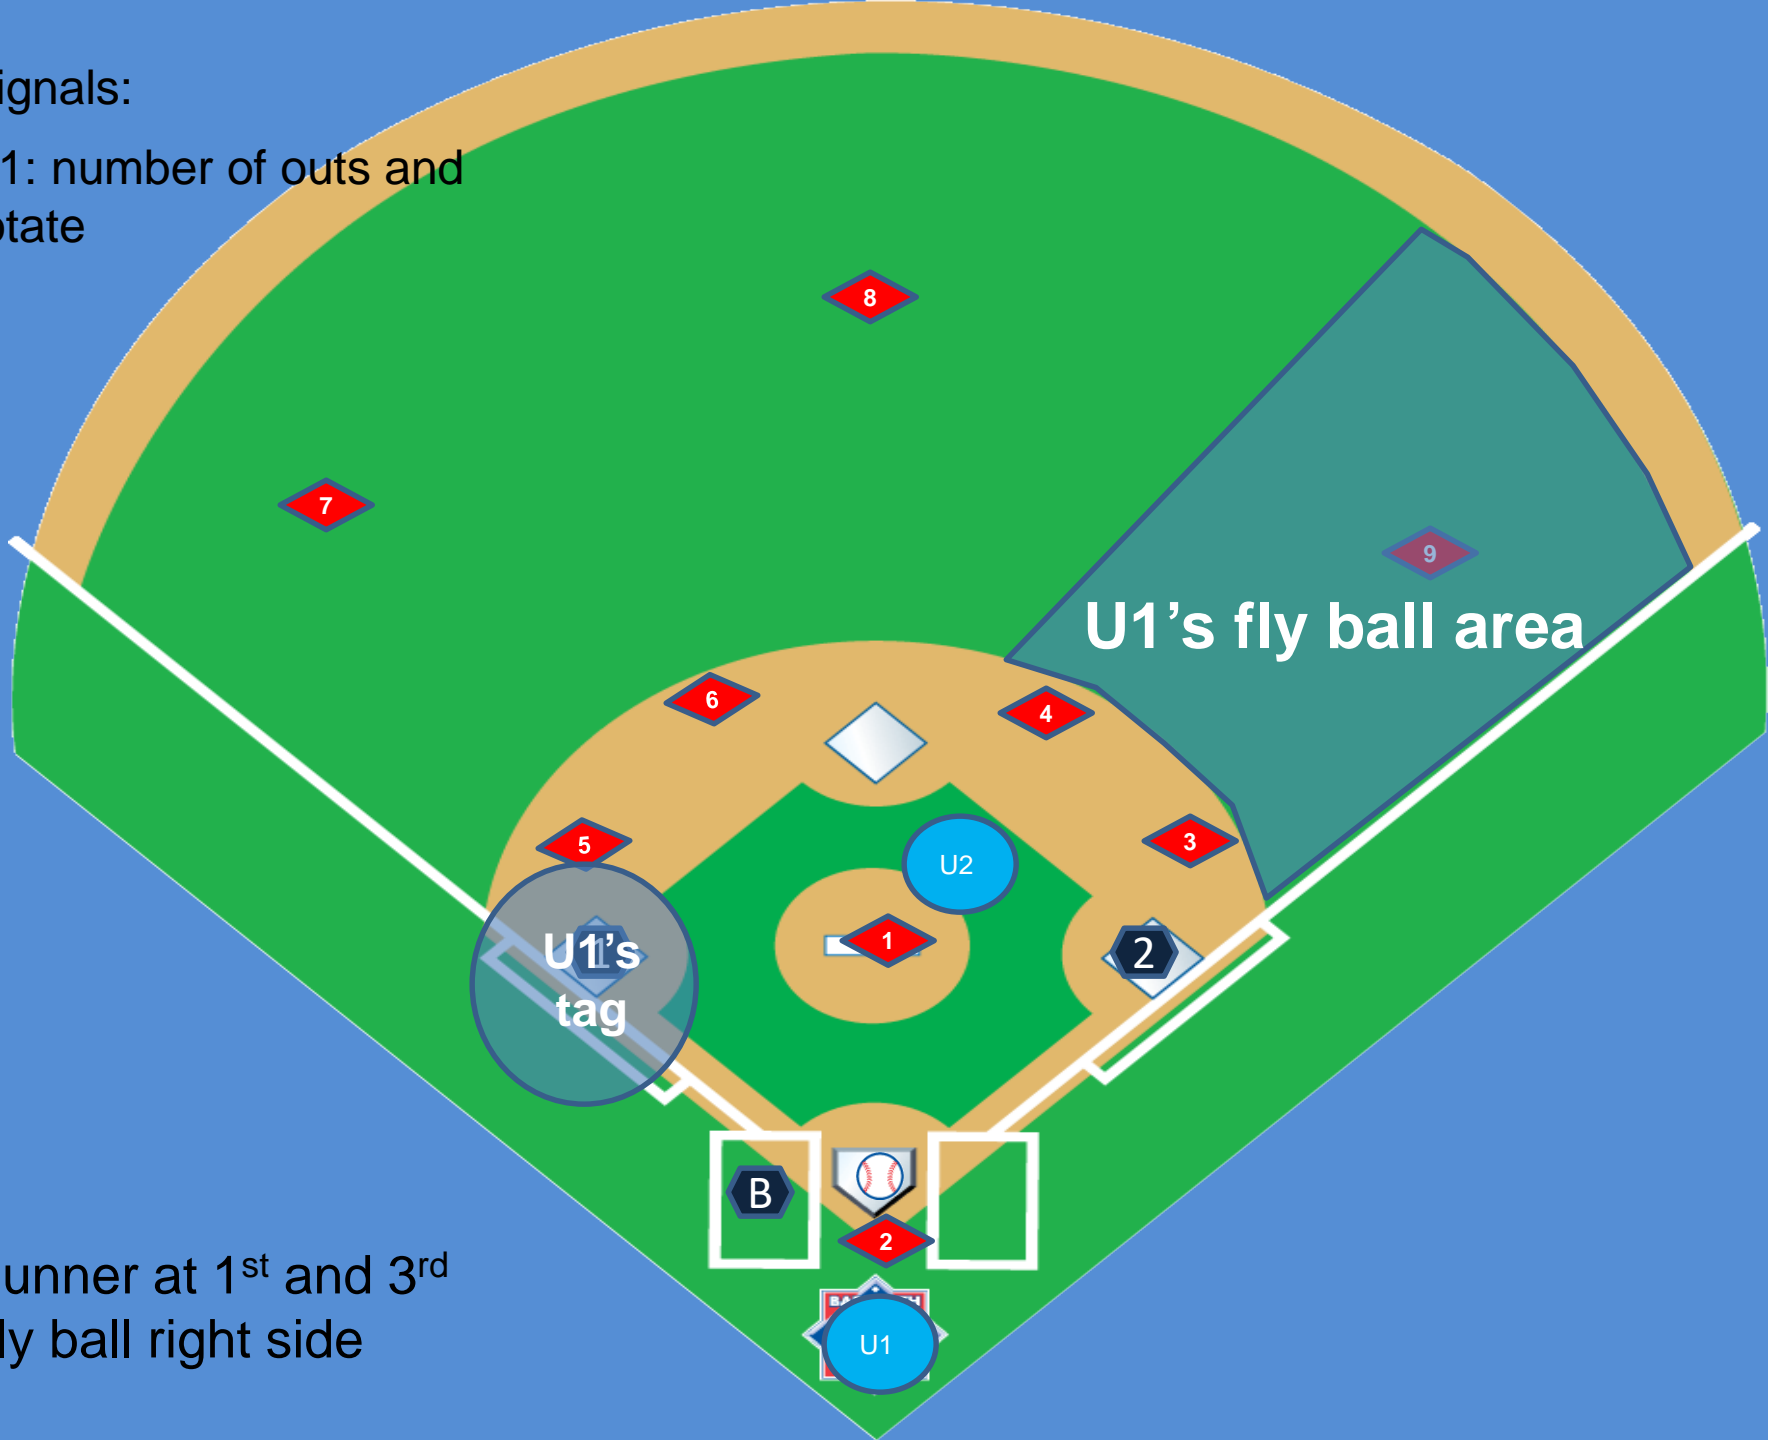 ignals:
1: number of outs and
otate
8
7
9
U1’s fly ball area
6
4
5
3
U2
1
2
U1’s
tag
B
2
unner at 1st and 3rd
ly ball right side
U1